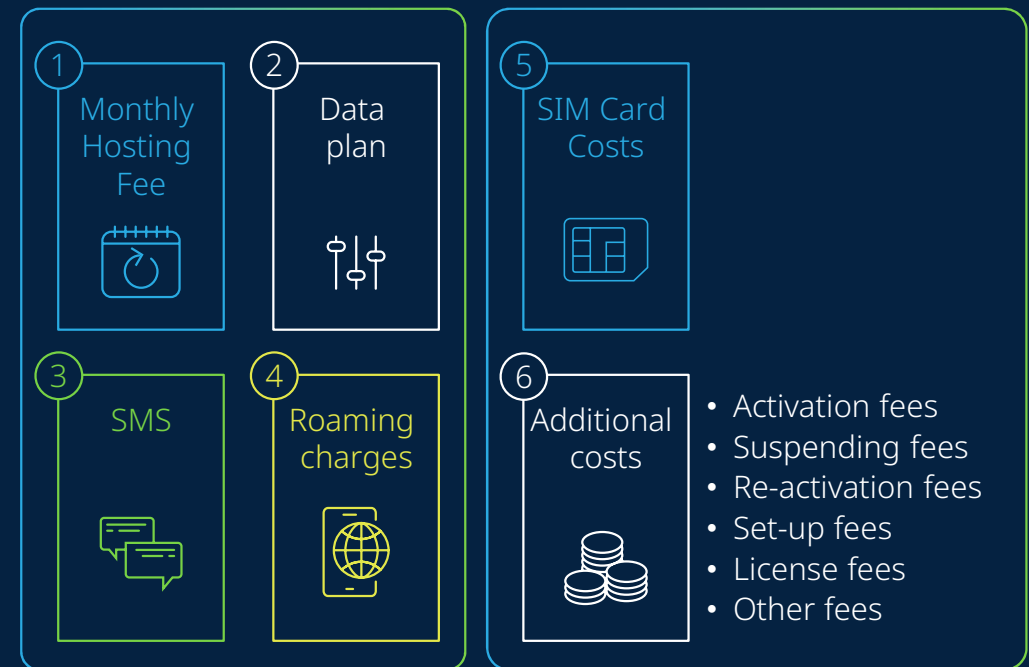 1
Monthly
Hosting
Fee
2
Data
plan
3
SMS
4
Roaming
charges
5
SIM Card
Costs
6
Additional
costs
• Activation fees
• Suspending fees
• Re-activation fees
• Set-up fees
• License fees
• Other fees